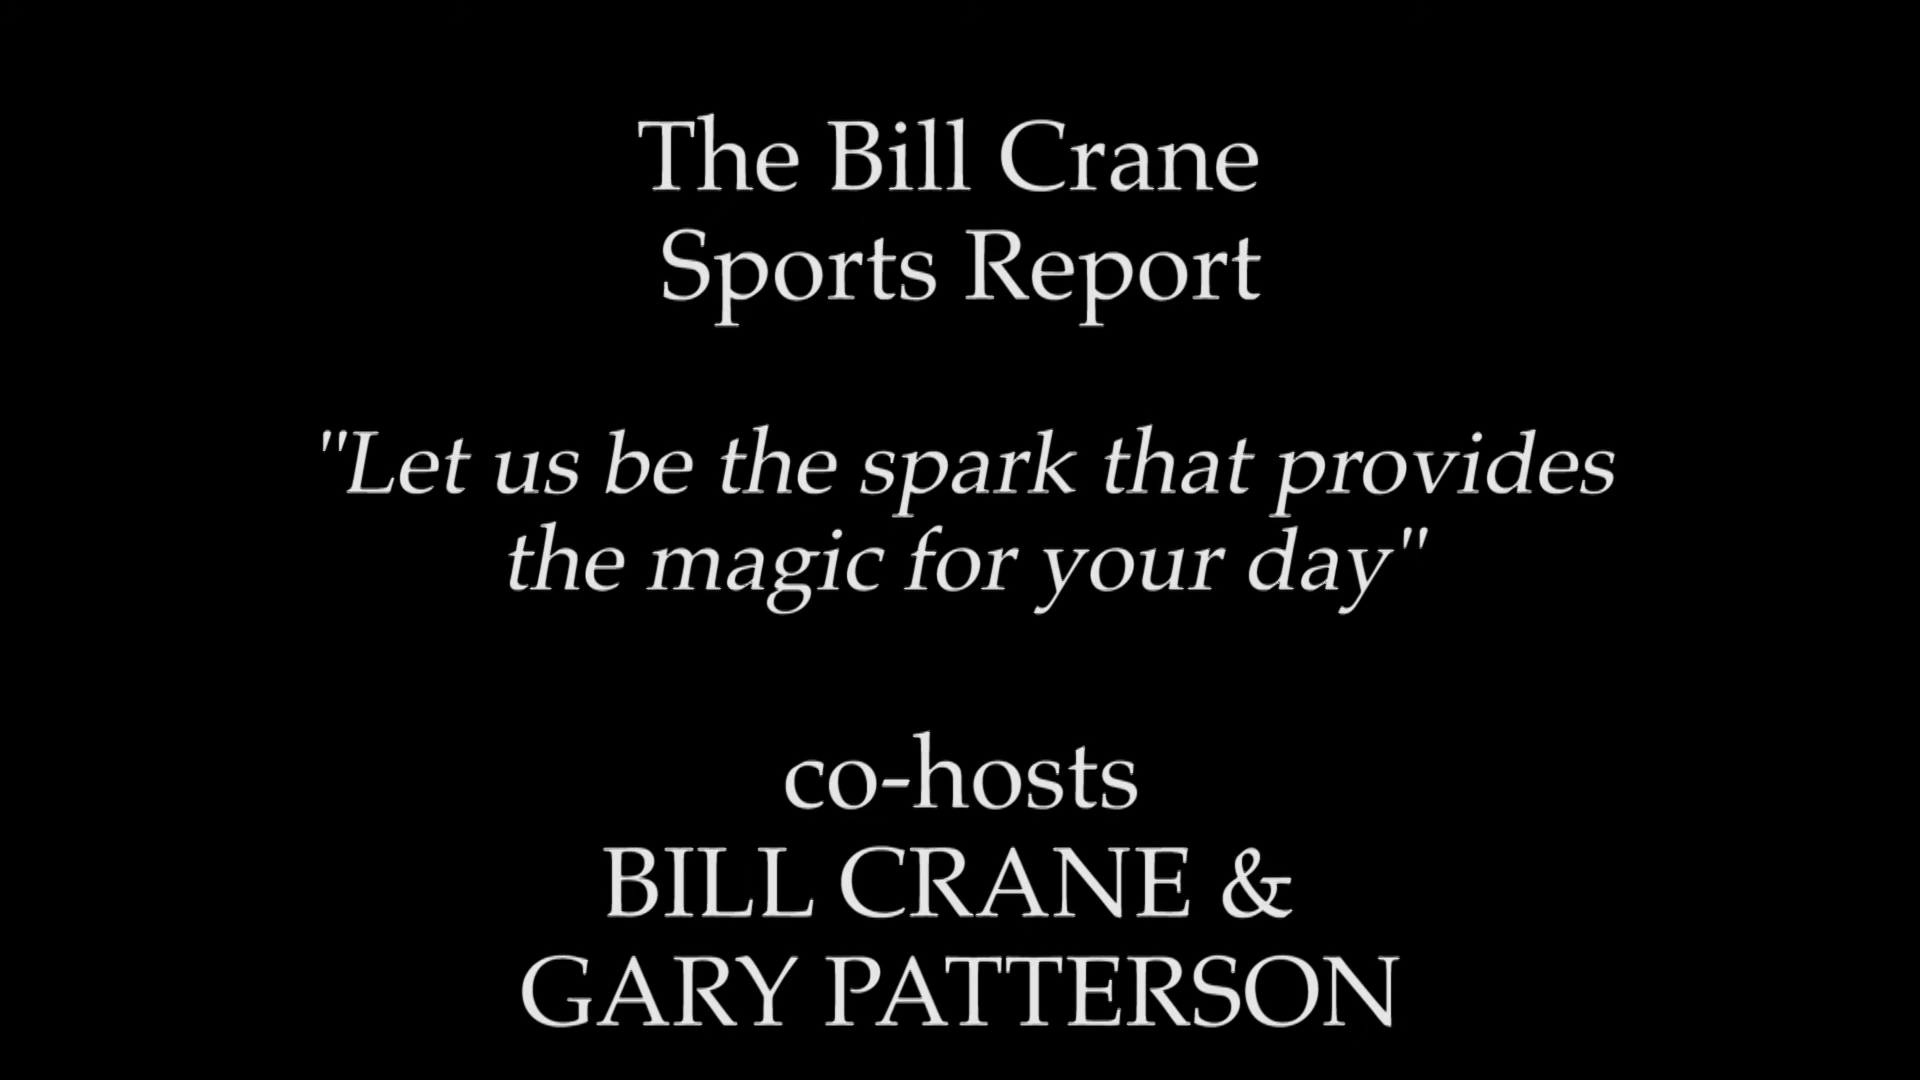 The Bill Crane
Sports Report
"Let us be the spark that provides
the magic for your day"
co-hosts
BILL CRANE &
GARY PATTERSON